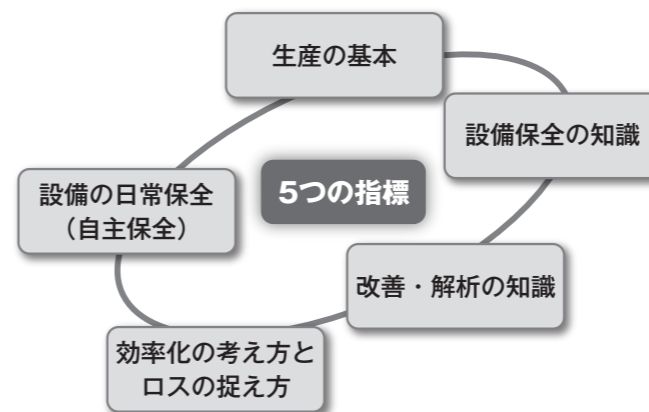 生産の基本
設備保全の知識
5つの指標
設備の日常保全
（自主保全）
改善・解析の知識
効率化の考え方と
ロスの捉え方